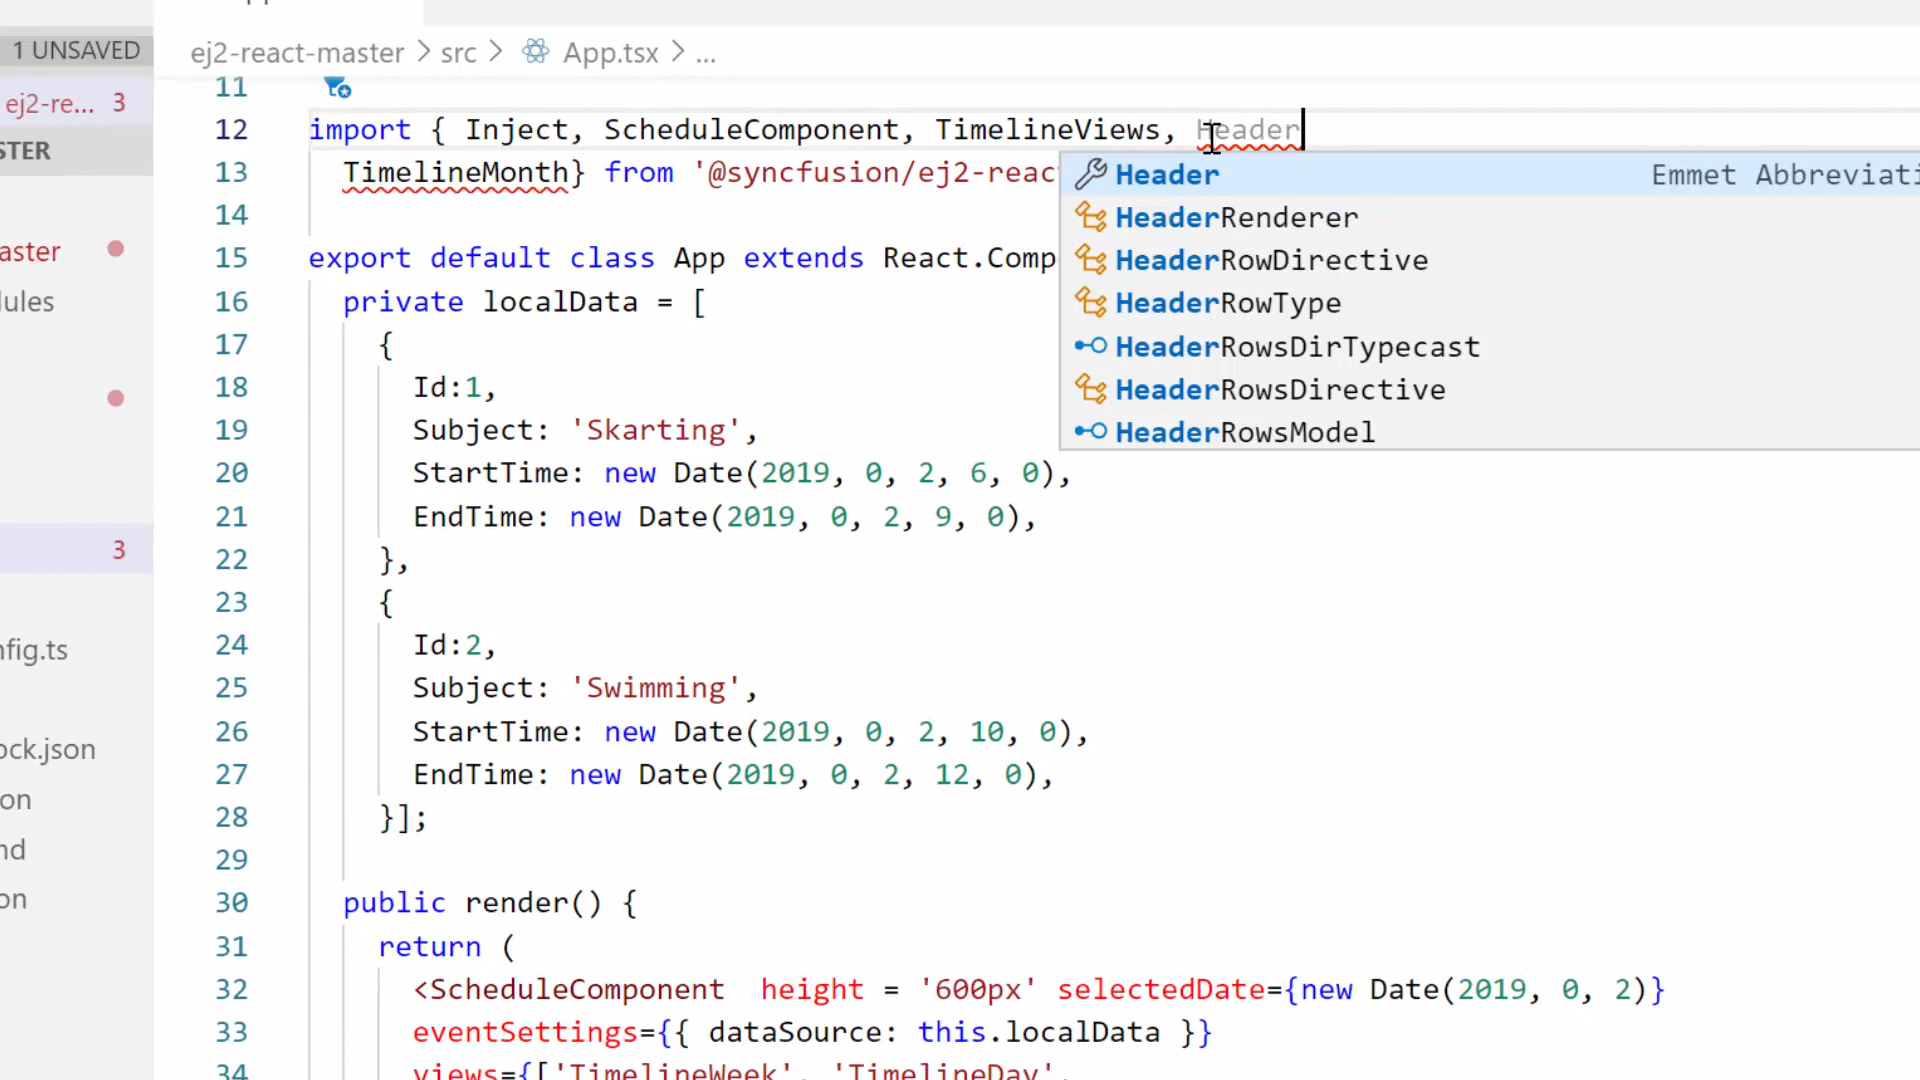 1 UNSAVED
ej2-react-master > src > App.tsx > ...
ej2-re... 3
STER
aster
lules
3
nfig.ts
ock.json
on
nd
on
11
12 import { Inject, ScheduleComponent, TimelineViews, Header
13 TimelineMonth} from '@syncfusion/ej2-reac
14
15 export default class App extends React.Comp
16 private localData = [
17 {
18 Id:1,
19 Subject: 'Skarting',
20 StartTime: new Date(2019, 0, 2, 6, 0),
21 EndTime: new Date(2019, 0, 2, 9, 0),
22 },
23 {
24 Id:2,
25 Subject: 'Swimming',
26 StartTime: new Date(2019, 0, 2, 10, 0),
27 EndTime: new Date(2019, 0, 2, 12, 0),
28 }];
29
30 public render() {
31 return (
32 <ScheduleComponent height = '600px' selectedDate={new Date(2019, 0, 2)}
33 eventSettings={{ dataSource: this.localData }}
34 views={['TimelineWeek', 'TimelineDay',
Header Emmet Abbreviati
HeaderRenderer
HeaderRowDirective
HeaderRowType
HeaderRowsDirTypecast
HeaderRowsDirective
HeaderRowsModel